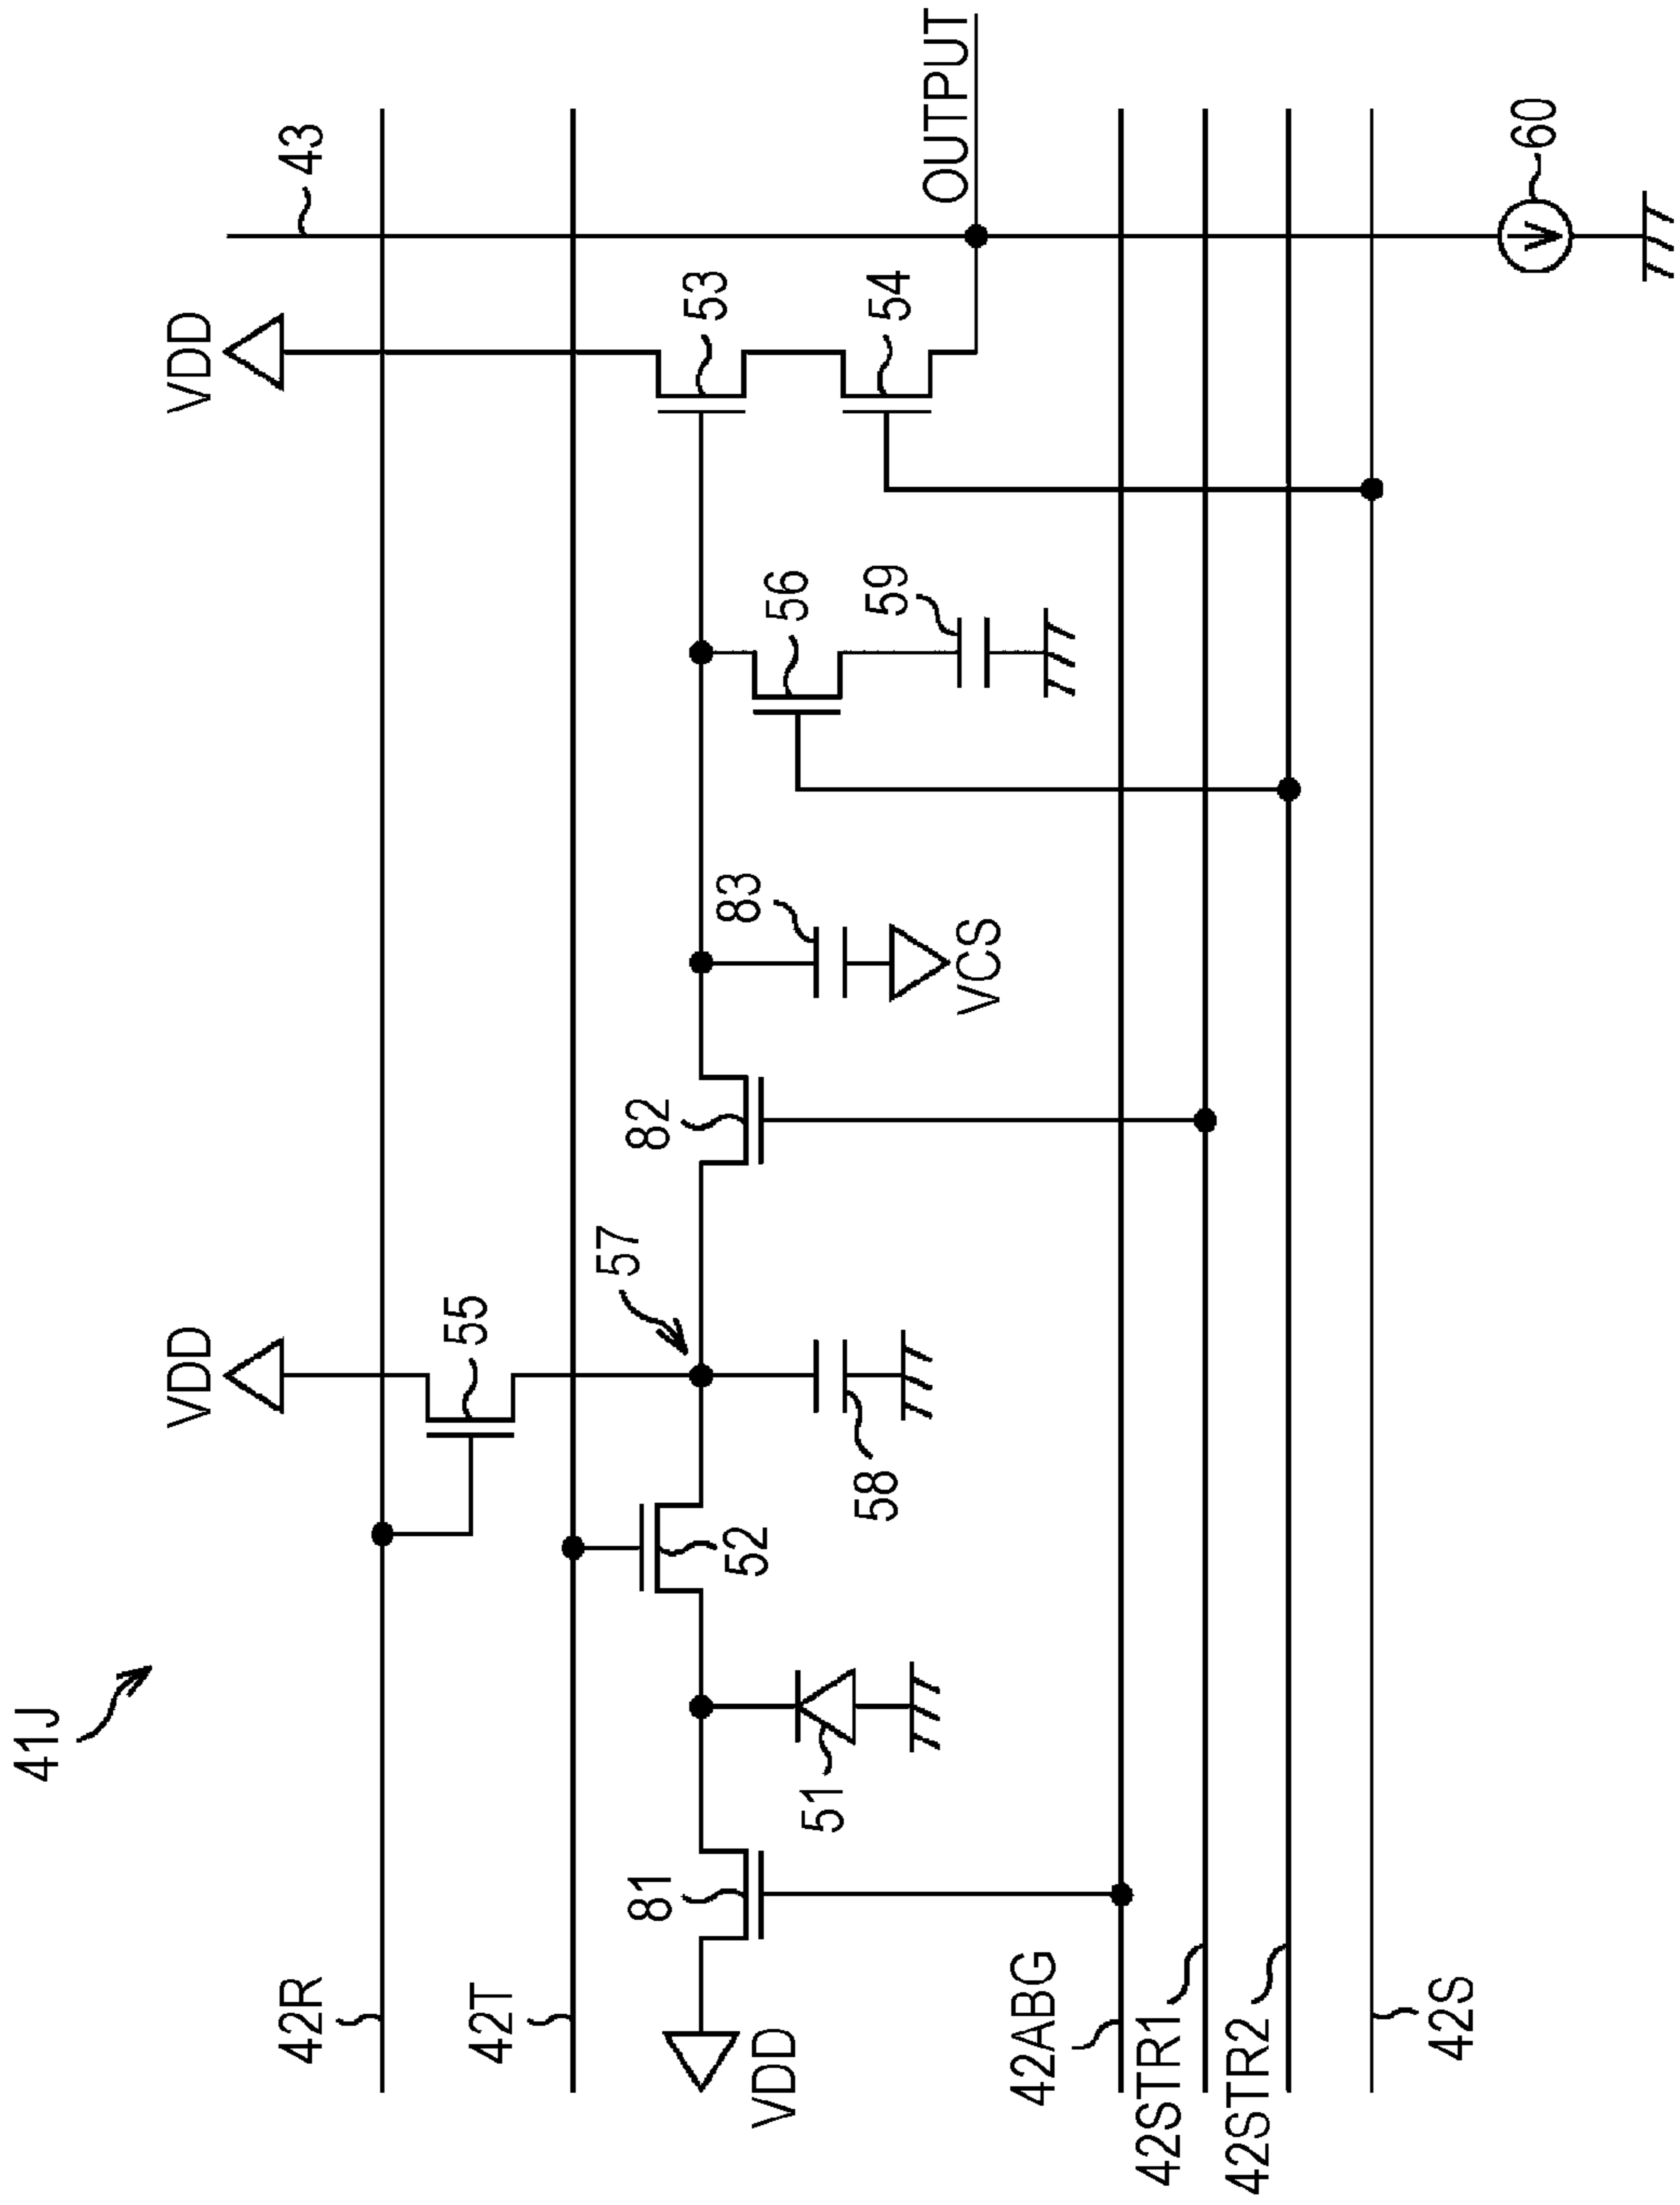 41J
42R
VDD
55
VDD
43
42T
57
53
81
52
82
83
56
54
51
58
59
VDD
VCS
OUTPUT
42ABG
42STR1
42STR2
42S
60